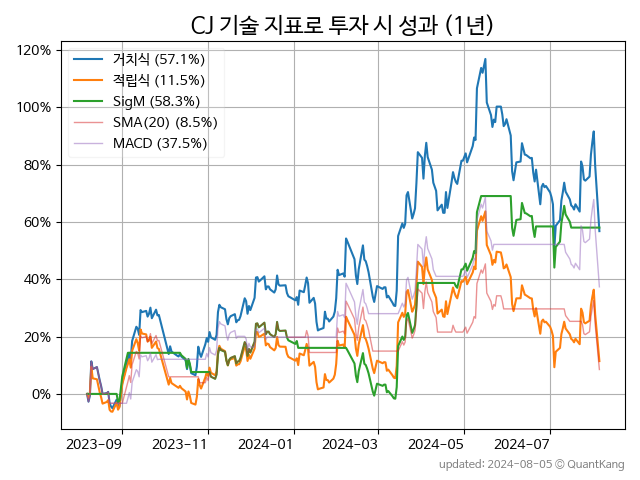 CJ 기술 지표로 투자 시 성과 (1년)
120%
100%
80%
60%
40%
20%
0%
거치식 (57.1%)
적립식 (11.5%)
SigM (58.3%)
SMA(20) (8.5%)
MACD (37.5%)
2023-09 2023-11 2024-01 2024-03 2024-05 2024-07
updated: 2024-08-05 © QuantKang